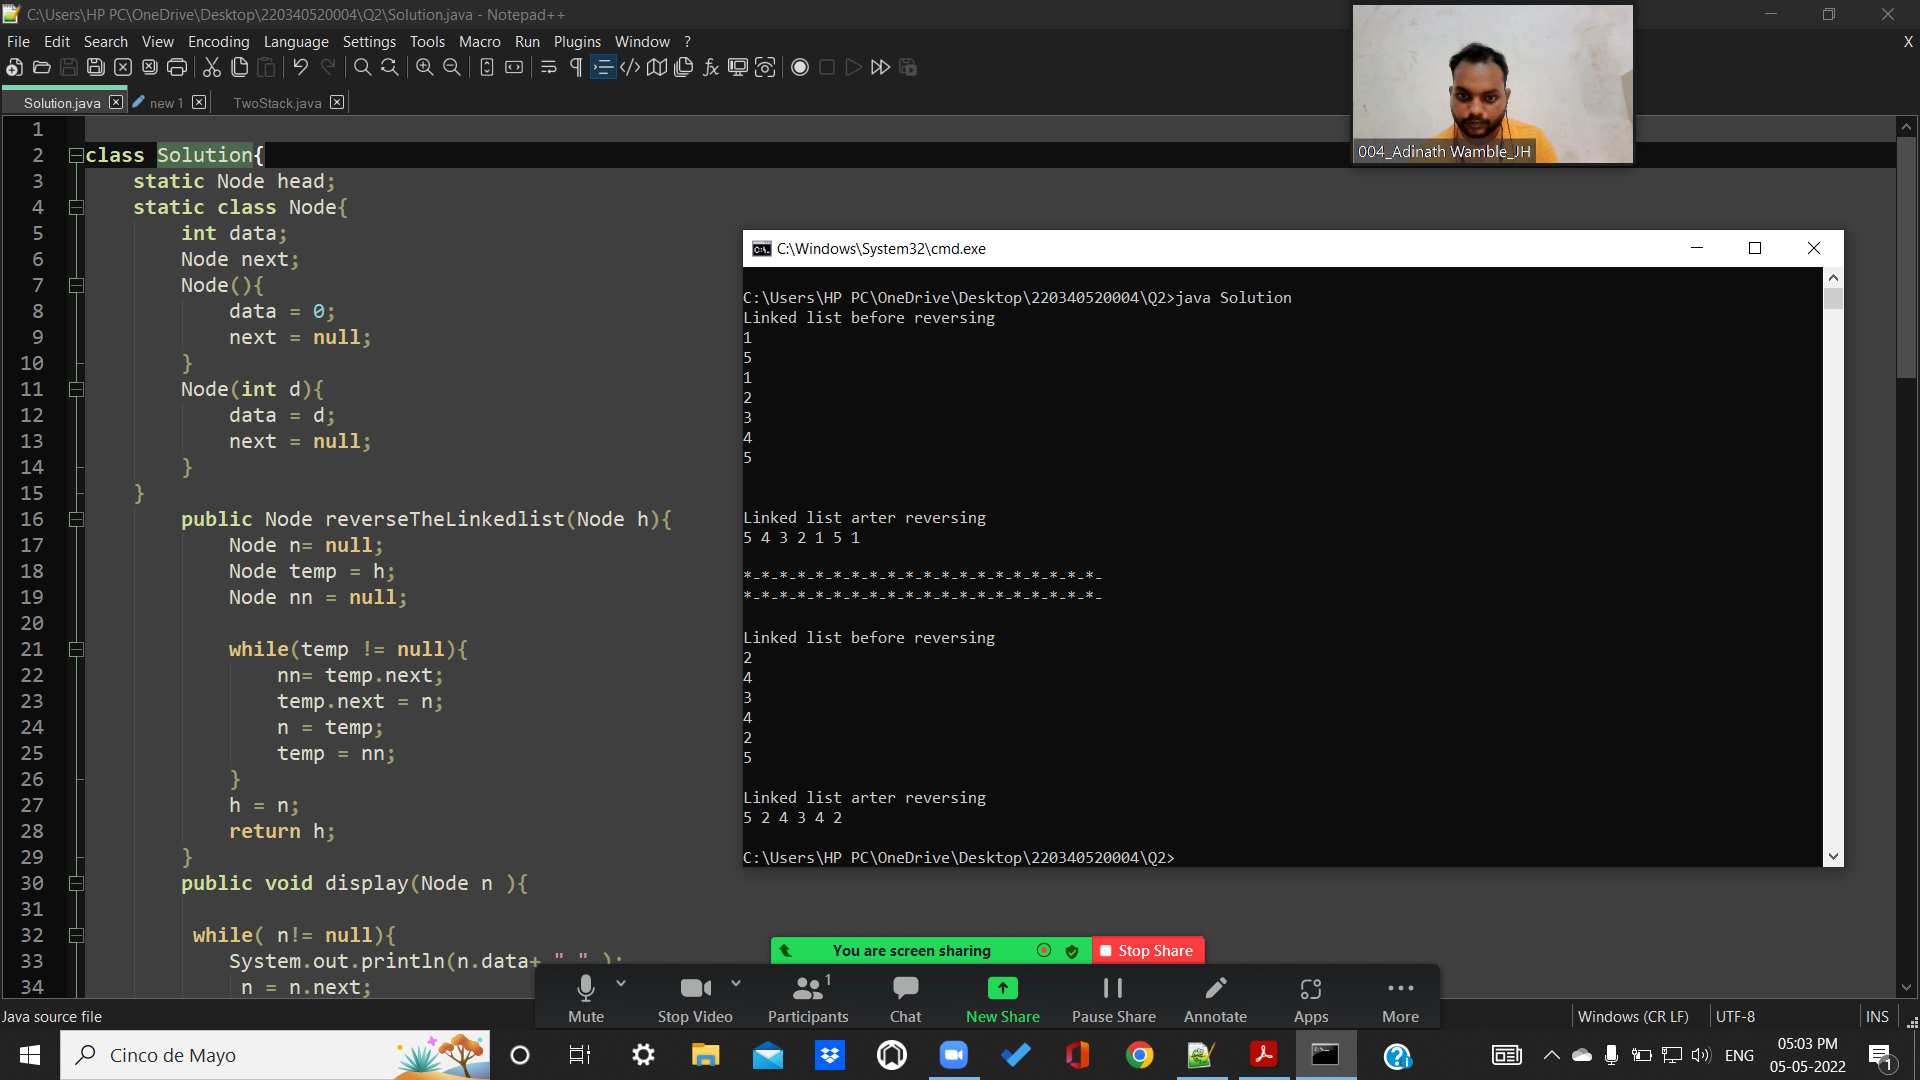 C:\Users\HP PC\OneDrive\Desktop\220340520004\Q2\Solution.java - Notepad++
File Edit Search View Encoding Language Settings Tools Macro Run Plugins Window ? X
Solution.java new 1 TwoStack.java
004_Adinath Wamble_JH
1
2 class Solution{
3 static Node head;
4 static class Node{
5 int data;
6 Node next;
7 Node(){
8 data = 0;
9 next = null;
10 }
11 Node(int d){
12 data = d;
13 next = null;
14 }
15 }
16 public Node reverseTheLinkedlist(Node h){
17 Node n= null;
18 Node temp = h;
19 Node nn = null;
20
21 while(temp != null){
22 nn= temp.next;
23 temp.next = n;
24 n = temp;
25 temp = nn;
26 }
27 h = n;
28 return h;
29 }
30 public void display(Node n ){
31
32 while( n!= null){
33 System.out.println(n.data+ " " );
34 n = n.next;
C:\Windows\System32\cmd.exe
C:\Users\HP PC\OneDrive\Desktop\220340520004\Q2>java Solution
Linked list before reversing
1
5
1
2
3
4
5
Linked list arter reversing
5 4 3 2 1 5 1
*-*-*-*-*-*-*-*-*-*-*-*-*-*-*-*-*-*-*-*-
*-*-*-*-*-*-*-*-*-*-*-*-*-*-*-*-*-*-*-*-
Linked list before reversing
2
4
3
4
2
5
Linked list arter reversing
5 2 4 3 4 2
C:\Users\HP PC\OneDrive\Desktop\220340520004\Q2>
You are screen sharing Stop Share
1
Mute Stop Video Participants Chat New Share Pause Share Annotate Apps More
Java source file Windows (CR LF) UTF-8 INS
Cinco de Mayo
ENG
05:03 PM
05-05-2022
1